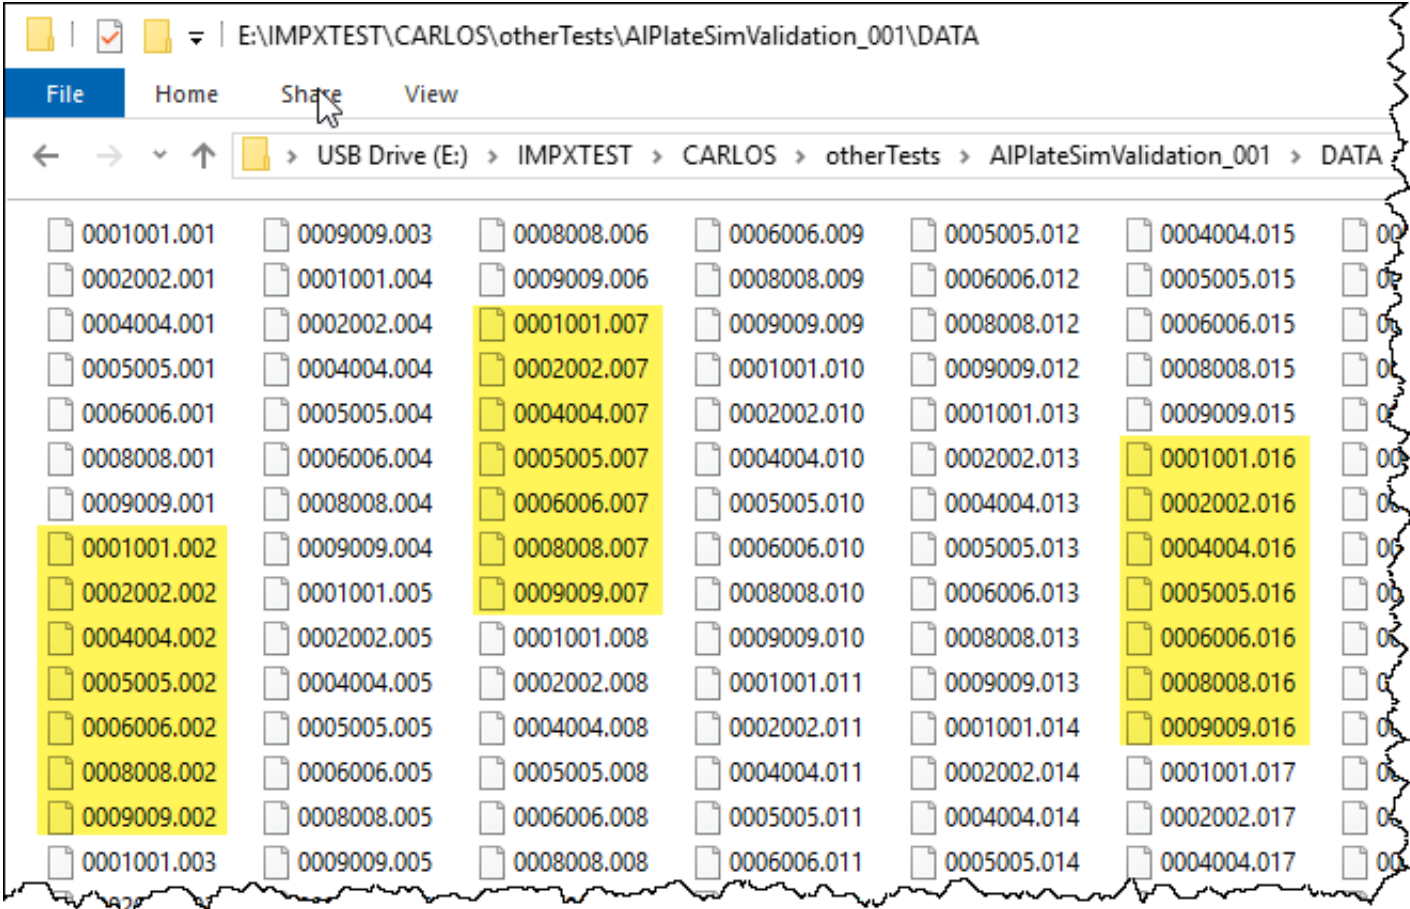 E:\IMPXTEST\CARLOS\otherTests\AIPlateSimValidation_001\DATA
File Home Share View
USB Drive (E:) > IMPXTEST > CARLOS > otherTests > AIPlateSimValidation_001 > DATA
0001001.001 0009009.003 0008008.006 0006006.009 0005005.012 0004004.015
0002002.001 0001001.004 0009009.006 0008008.009 0006006.012 0005005.015
0004004.001 0002002.004 0001001.007 0009009.009 0008008.012 0006006.015
0005005.001 0004004.004 0002002.007 0001001.010 0009009.012 0008008.015
0006006.001 0005005.004 0004004.007 0002002.010 0001001.013 0009009.015
0008008.001 0006006.004 0005005.007 0004004.010 0002002.013 0001001.016
0009009.001 0008008.004 0006006.007 0005005.010 0004004.013 0002002.016
0001001.002 0009009.004 0008008.007 0006006.010 0005005.013 0004004.016
0002002.002 0001001.005 0009009.007 0008008.010 0006006.013 0005005.016
0004004.002 0002002.005 0001001.008 0009009.010 0008008.013 0006006.016
0005005.002 0004004.005 0002002.008 0001001.011 0009009.013 0008008.016
0006006.002 0005005.005 0004004.008 0002002.011 0001001.014 0009009.016
0008008.002 0006006.005 0005005.008 0004004.011 0002002.014 0001001.017
0009009.002 0008008.005 0006006.008 0005005.011 0004004.014 0002002.017
0001001.003 0009009.005 0008008.008 0006006.011 0005005.014 0004004.017